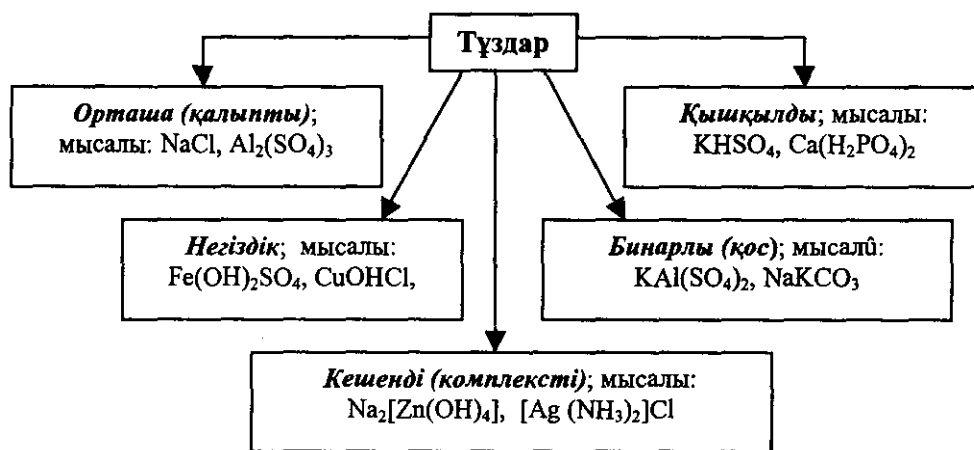 Тұздар
Орташа (қалыпты);
мысалы: NaCl, Al₂(SO₄)₃
Қышқылды; мысалы:
KHSO₄, Ca(H₂PO₄)₂
Негіздік; мысалы:
Fe(OH)₂SO₄, CuOHCl,
Бинарлы (қос); мысалû:
KAl(SO₄)₂, NaKCO₃
Кешенді (комплексті); мысалы:
Na₂[Zn(OH)₄], [Ag (NH₃)₂]Cl